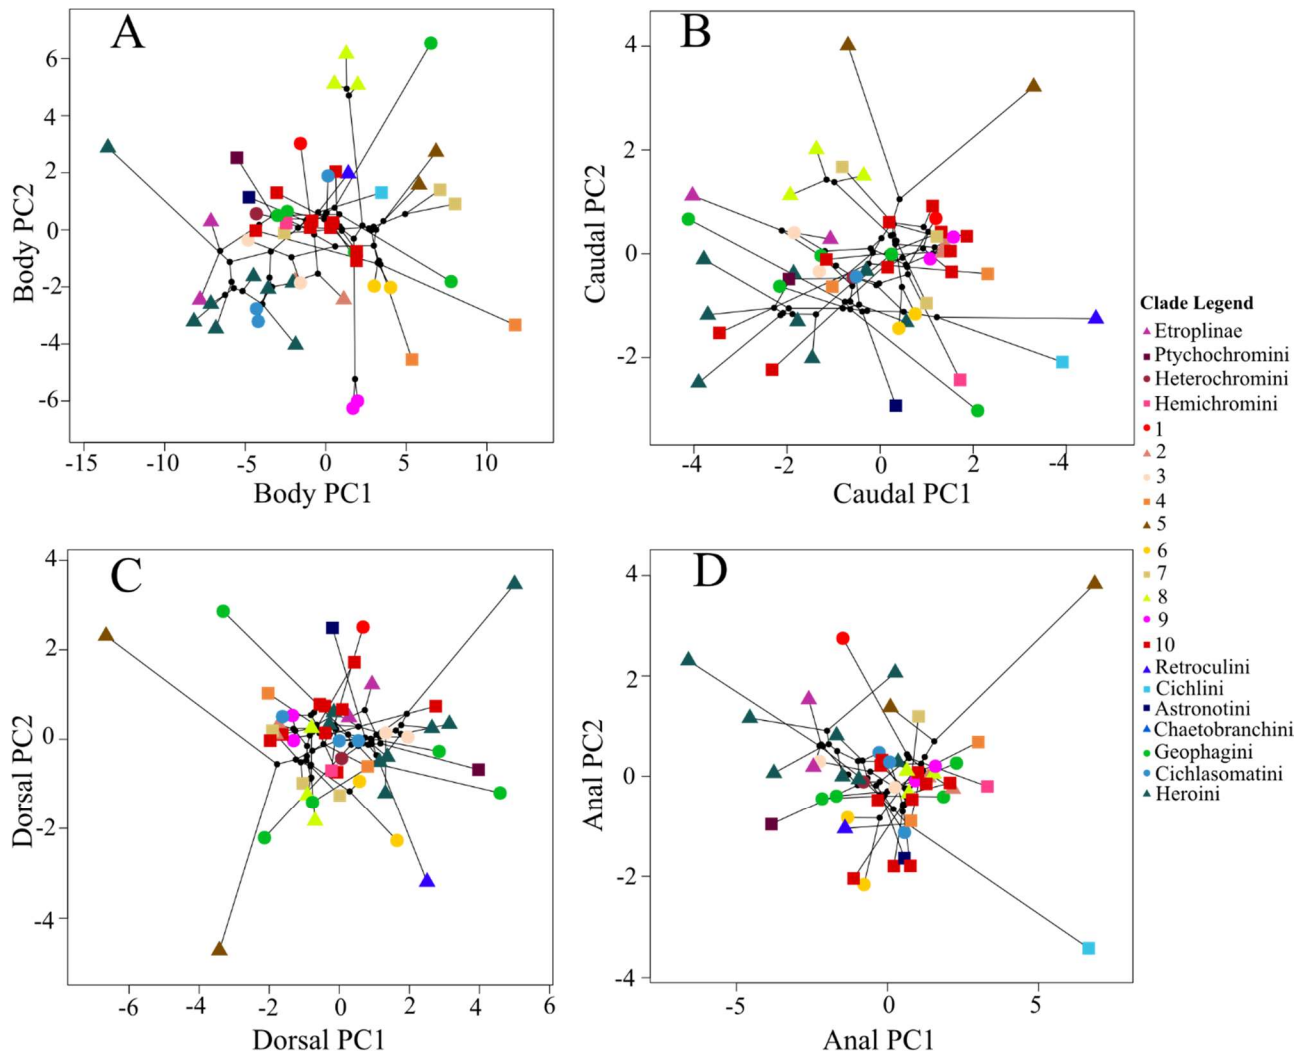 A
6
4
2
0
-2
-4
-6
Body PC2
-15 -10 -5 0 5 10
Body PC1
B
4
2
0
-2
Caudal PC2
-4 -2 0 2 -4
Caudal PC1
C
4
2
0
-2
-4
Dorsal PC2
-6 -4 -2 0 2 4 6
Dorsal PC1
D
4
2
0
-2
-4
Anal PC2
-5 0 5
Anal PC1
Clade Legend
Etroplinae
Ptychochromini
Heterochromini
Hemichromini
1
2
3
4
5
6
7
8
9
10
Retroculini
Cichlini
Astronotini
Chaetobranchini
Geophagini
Cichlasomatini
Heroini